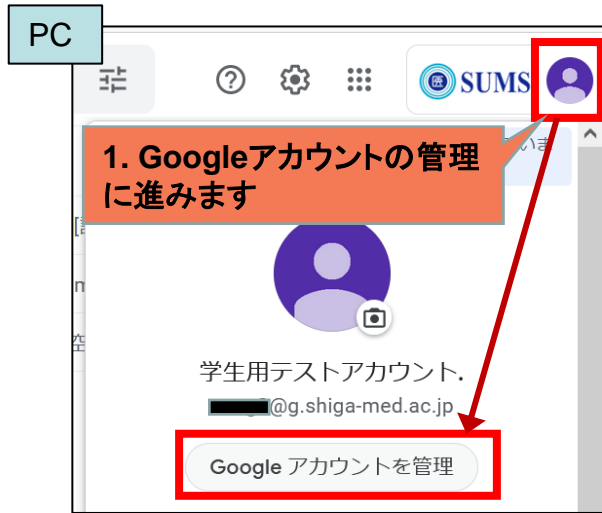 PC
SUMS
1. Googleアカウントの管理
に進みます
いま
学生用テストアカウント.
@g.shiga-med.ac.jp
Google アカウントを管理